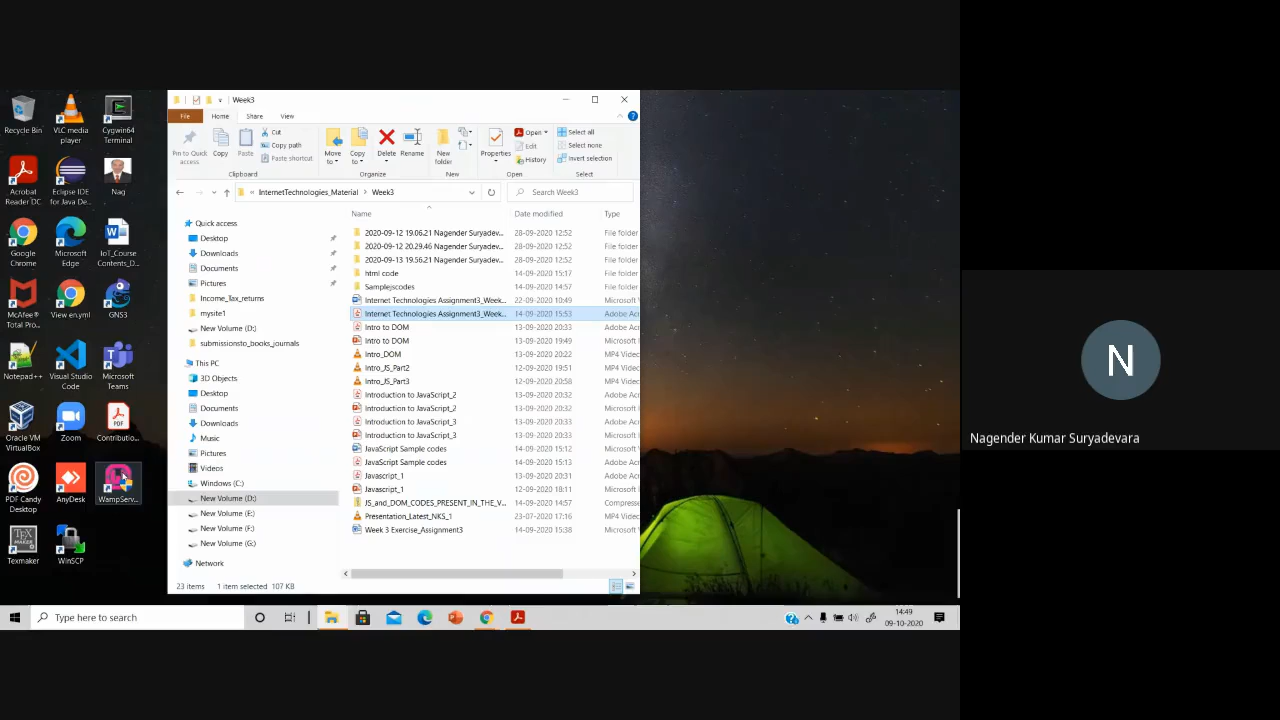 Recycle Bin
VLC media player
Cygwin64 Terminal
Acrobat Reader DC
Eclipse IDE for Java De...
Nag
Google Chrome
Microsoft Edge
IoT_Course Contents_D...
McAfee® Total Pro...
View en.yml
GNS3
Notepad++
Visual Studio Code
Microsoft Teams
Oracle VM VirtualBox
Zoom
Contributio...
PDF Candy Desktop
AnyDesk
WampServ...
Texmaker
WinSCP
Week3
File Home Share View
Pin to Quick access
Copy
Paste
Cut
Copy path
Paste shortcut
Move to
Copy to
Delete
Rename
New folder
Properties
Open
Edit
History
Select all
Select none
Invert selection
Clipboard Organize New Open Select
« InternetTechnologies_Material › Week3
Search Week3
Quick access
Desktop
Downloads
Documents
Pictures
Income_Tax_returns
mysite1
New Volume (D:)
submissionsto_books_journals
This PC
3D Objects
Desktop
Documents
Downloads
Music
Pictures
Videos
Windows (C:)
New Volume (D:)
New Volume (E:)
New Volume (F:)
New Volume (G:)
Network
Name Date modified Type
2020-09-12 19.06.21 Nagender Suryadev... 28-09-2020 12:52 File folder
2020-09-12 20.29.46 Nagender Suryadev... 28-09-2020 12:52 File folder
2020-09-13 19.56.21 Nagender Suryadev... 28-09-2020 12:52 File folder
html code 14-09-2020 15:17 File folder
Samplejscodes 14-09-2020 14:57 File folder
Internet Technologies Assignment3_Week... 22-09-2020 10:49 Microsoft
Internet Technologies Assignment3_Week... 14-09-2020 15:53 Adobe Acr
Intro to DOM 13-09-2020 20:33 Adobe Acr
Intro to DOM 13-09-2020 19:49 Microsoft
Intro_DOM 13-09-2020 20:22 MP4 Video
Intro_JS_Part2 12-09-2020 19:51 MP4 Video
Intro_JS_Part3 12-09-2020 20:58 MP4 Video
Introduction to JavaScript_2 13-09-2020 20:32 Adobe Acr
Introduction to JavaScript_2 13-09-2020 20:32 Microsoft
Introduction to JavaScript_3 13-09-2020 20:33 Adobe Acr
Introduction to JavaScript_3 13-09-2020 20:33 Microsoft
JavaScript Sample codes 14-09-2020 15:12 Microsoft
JavaScript Sample codes 14-09-2020 15:13 Adobe Acr
Javascript_1 13-09-2020 20:31 Adobe Acr
Javascript_1 12-09-2020 18:11 Microsoft
JS_and_DOM_CODES_PRESENT_IN_THE_V... 14-09-2020 14:57 Compresse
Presentation_Latest_NKS_1 23-07-2020 17:16 MP4 Video
Week 3 Exercise_Assignment3 14-09-2020 15:38 Microsoft
23 items 1 item selected 107 KB
Type here to search
14:49
09-10-2020
N
Nagender Kumar Suryadevara